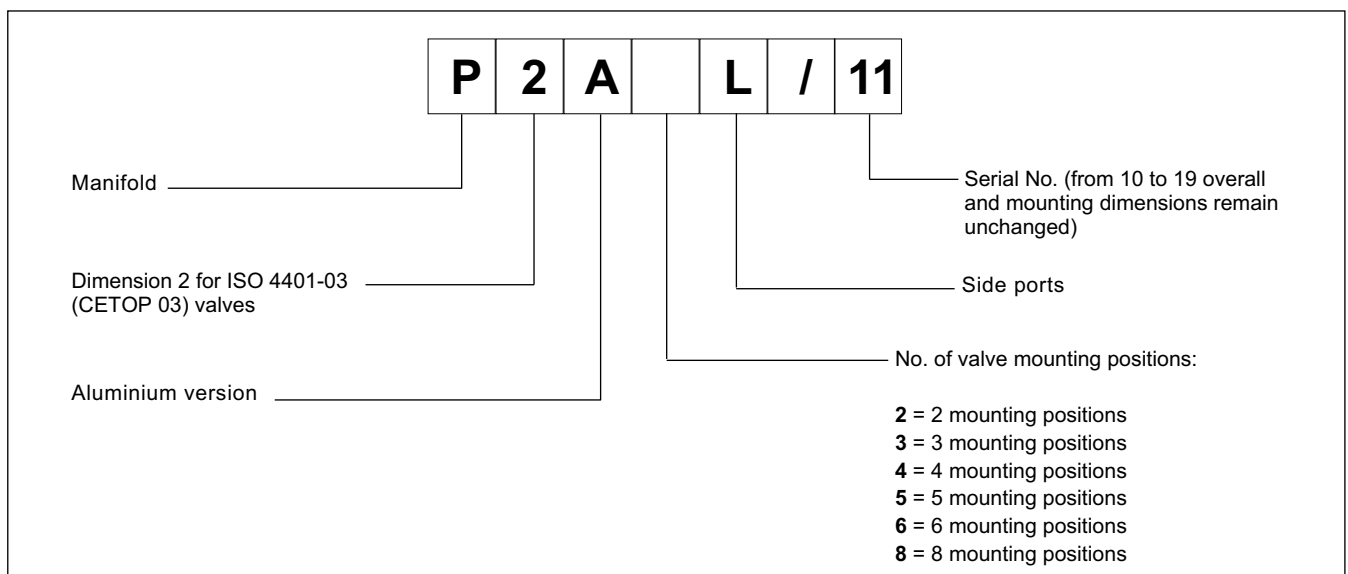 P 2 A L / 11
Manifold
Serial No. (from 10 to 19 overall
and mounting dimensions remain
unchanged)
Dimension 2 for ISO 4401-03
(CETOP 03) valves
Side ports
No. of valve mounting positions:
Aluminium version
2 = 2 mounting positions
3 = 3 mounting positions
4 = 4 mounting positions
5 = 5 mounting positions
6 = 6 mounting positions
8 = 8 mounting positions